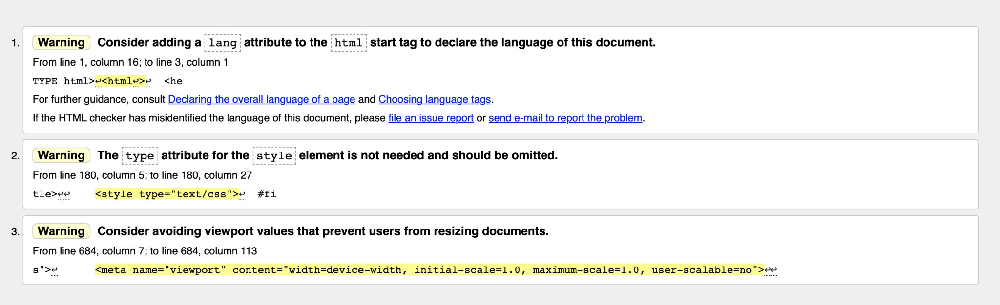 1. Warning Consider adding a lang attribute to the html start tag to declare the language of this document.
From line 1, column 16; to line 3, column 1
TYPE html>↩<html↩>↩  <he
For further guidance, consult Declaring the overall language of a page and Choosing language tags.
If the HTML checker has misidentified the language of this document, please file an issue report or send e-mail to report the problem.
2. Warning The type attribute for the style element is not needed and should be omitted.
From line 180, column 5; to line 180, column 27
tle>↩↩    <style type="text/css">↩  #fi
3. Warning Consider avoiding viewport values that prevent users from resizing documents.
From line 684, column 7; to line 684, column 113
s">↩      <meta name="viewport" content="width=device-width, initial-scale=1.0, maximum-scale=1.0, user-scalable=no">↩↩